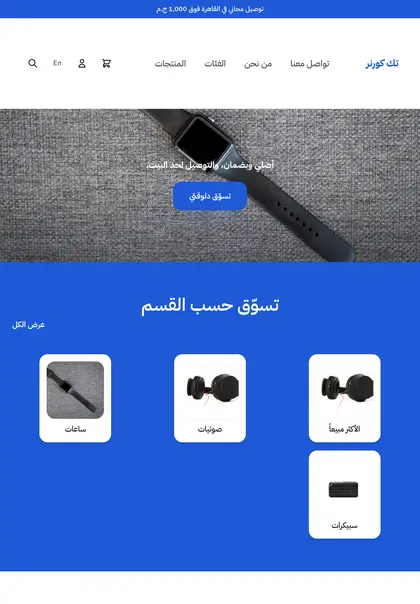 توصيل مجاني في القاهرة فوق 1,000 ج.م
تك كورنر
تواصل معنا
من نحن
الفئات
المنتجات
En
أصلي وبضمان، والتوصيل لحد البيت.
تسوّق دلوقتي
تسوّق حسب القسم
عرض الكل
الأكثر مبيعاً
صوتيات
ساعات
سبيكرات